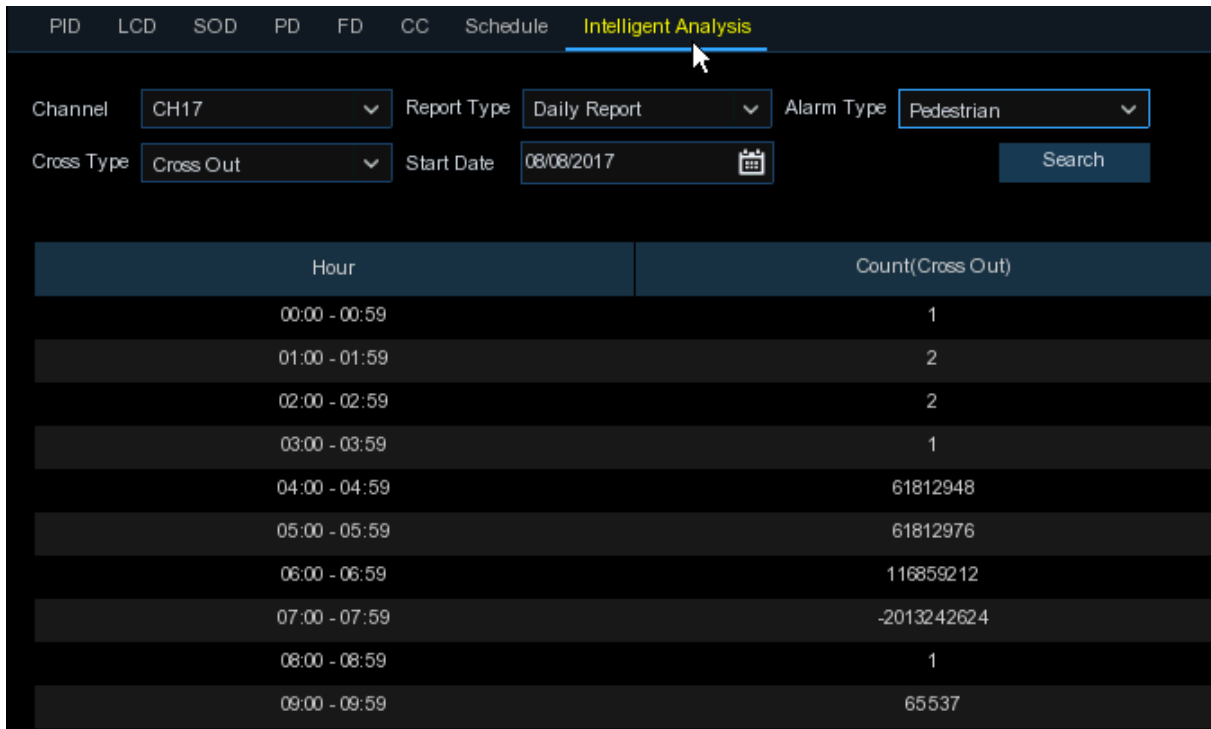 PID LCD SOD PD FD CC Schedule Intelligent Analysis
Channel CH17 Report Type Daily Report Alarm Type Pedestrian
Cross Type Cross Out Start Date 08/08/2017 Search
Hour Count(Cross Out)
00:00 - 00:59 1
01:00 - 01:59 2
02:00 - 02:59 2
03:00 - 03:59 1
04:00 - 04:59 61812948
05:00 - 05:59 61812976
06:00 - 06:59 116859212
07:00 - 07:59 -2013242624
08:00 - 08:59 1
09:00 - 09:59 65537